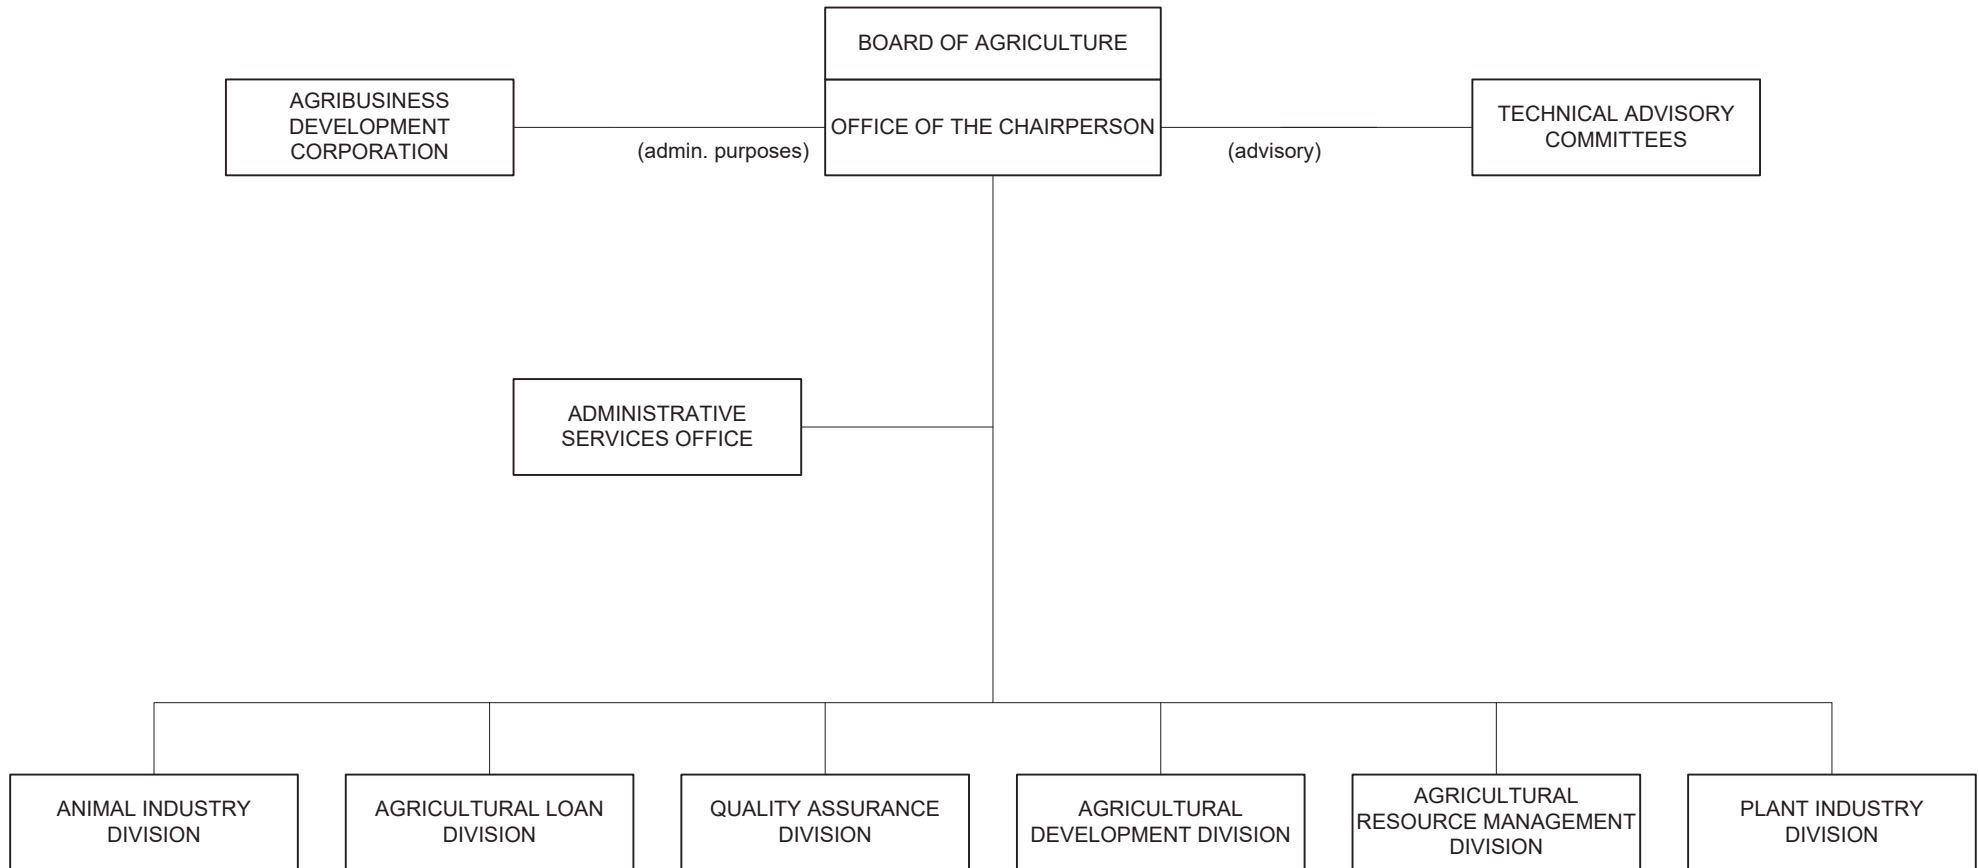 BOARD OF AGRICULTURE
AGRIBUSINESS
DEVELOPMENT
CORPORATION
(admin. purposes)
OFFICE OF THE CHAIRPERSON
(advisory)
TECHNICAL ADVISORY
COMMITTEES
ADMINISTRATIVE
SERVICES OFFICE
ANIMAL INDUSTRY
DIVISION
AGRICULTURAL LOAN
DIVISION
QUALITY ASSURANCE
DIVISION
AGRICULTURAL
DEVELOPMENT DIVISION
AGRICULTURAL
RESOURCE MANAGEMENT
DIVISION
PLANT INDUSTRY
DIVISION